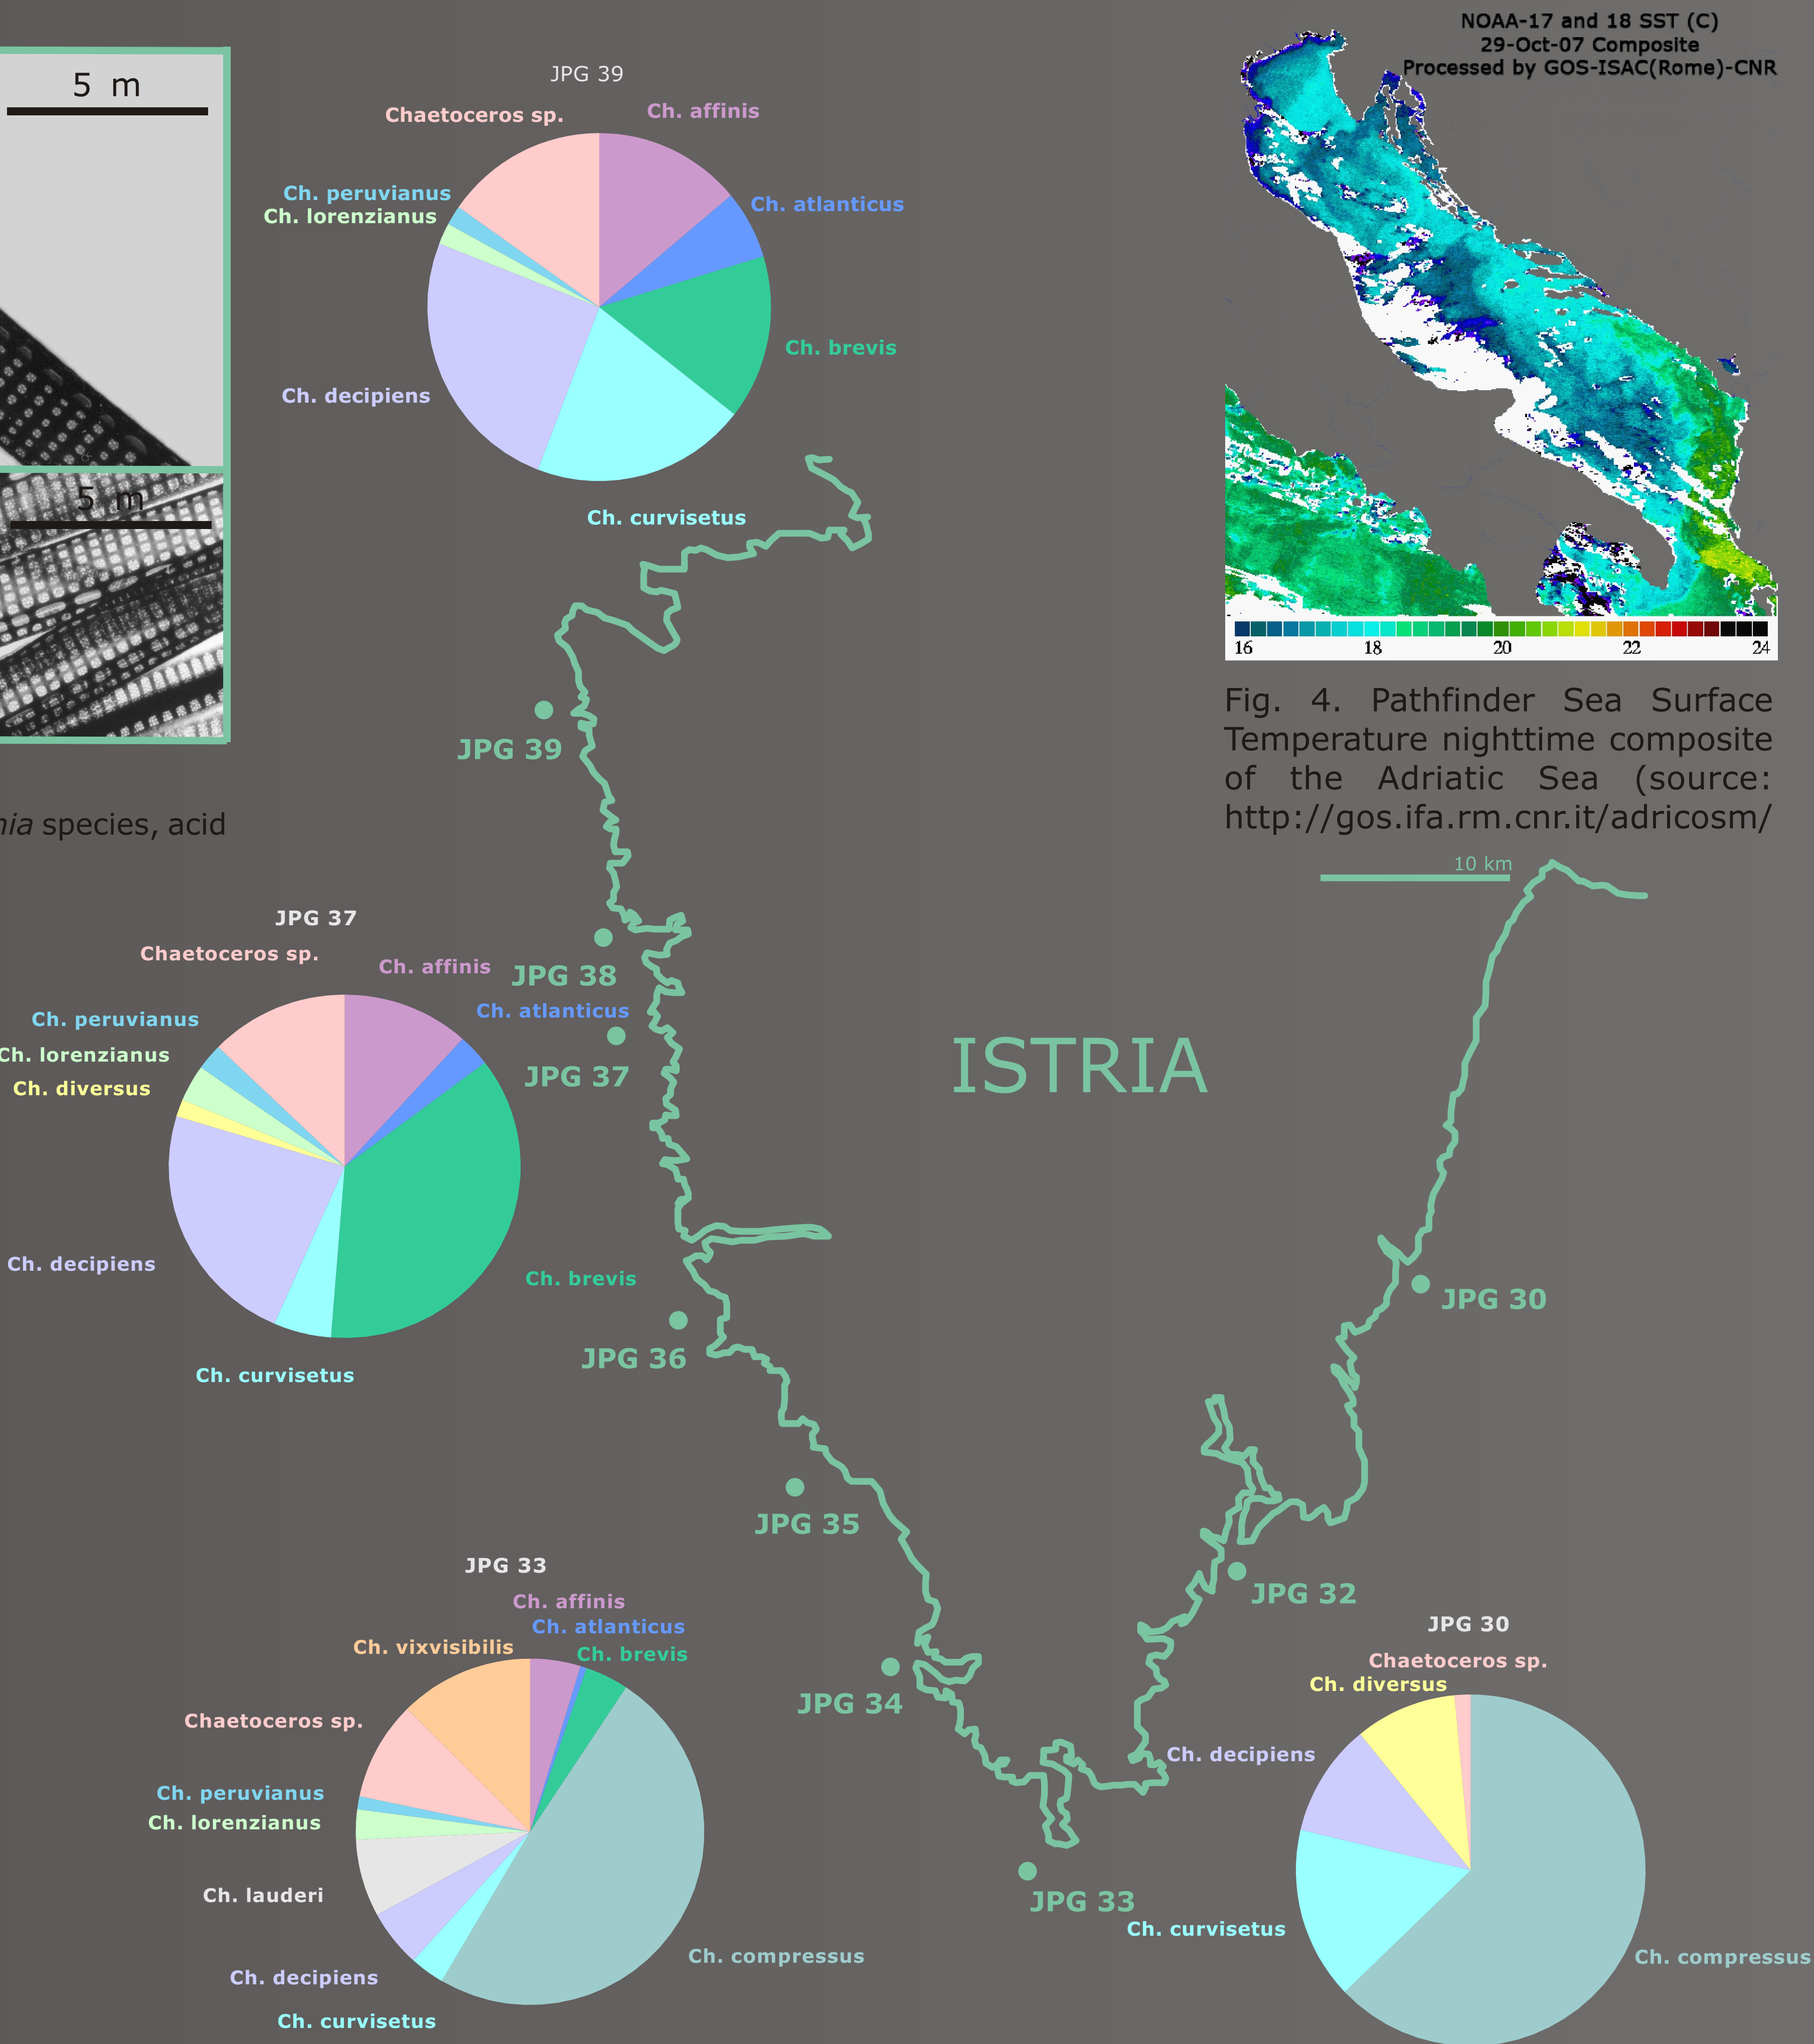 5 m
5 m
nia species, acid
JPG 39
Chaetoceros sp.
Ch. affinis
Ch. peruvianus
Ch. lorenzianus
Ch. atlanticus
Ch. brevis
Ch. decipiens
Ch. curvisetus
NOAA-17 and 18 SST (C)
29-Oct-07 Composite
Processed by GOS-ISAC(Rome)-CNR
16 18 20 22 24
Fig. 4. Pathfinder Sea Surface
Temperature nighttime composite
of the Adriatic Sea (source:
http://gos.ifa.rm.cnr.it/adricosm/
10 km
JPG 39
JPG 38
JPG 37
ISTRIA
JPG 36
JPG 35
JPG 34
JPG 33
JPG 32
JPG 30
JPG 37
Chaetoceros sp.
Ch. affinis
Ch. atlanticus
Ch. peruvianus
Ch. lorenzianus
Ch. diversus
Ch. decipiens
Ch. brevis
Ch. curvisetus
JPG 33
Ch. affinis
Ch. atlanticus
Ch. vixvisibilis
Ch. brevis
Chaetoceros sp.
Ch. peruvianus
Ch. lorenzianus
Ch. lauderi
Ch. compressus
Ch. decipiens
Ch. curvisetus
JPG 30
Chaetoceros sp.
Ch. diversus
Ch. decipiens
Ch. curvisetus
Ch. compressus